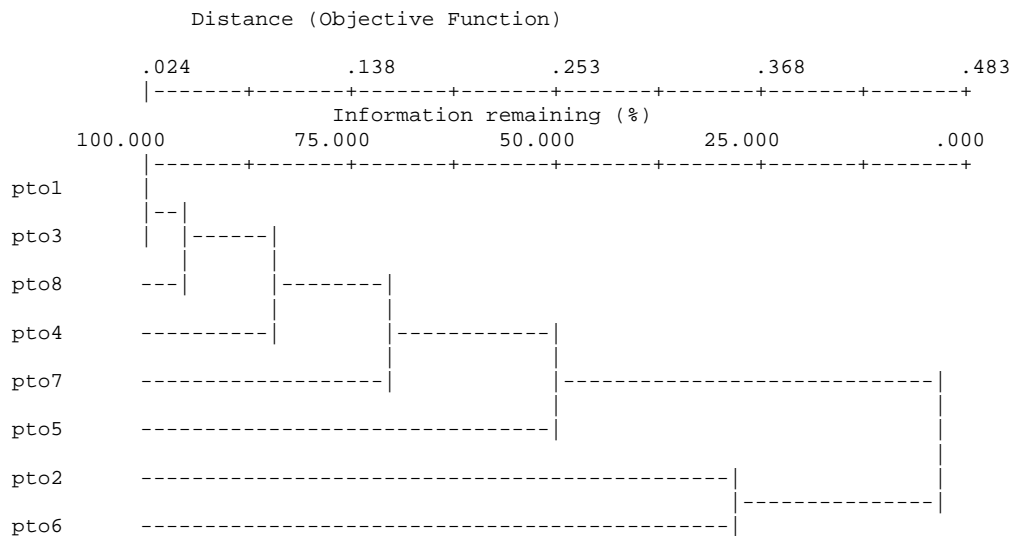 Distance (Objective Function)
.024 .138 .253 .368 .483
|-------+-------+-------+-------+-------+-------+-------+-------+
Information remaining (%)
100.000 75.000 50.000 25.000 .000
|-------+-------+-------+-------+-------+-------+-------+-------+
pto1
pto3
pto8
pto4
pto7
pto5
pto2
pto6